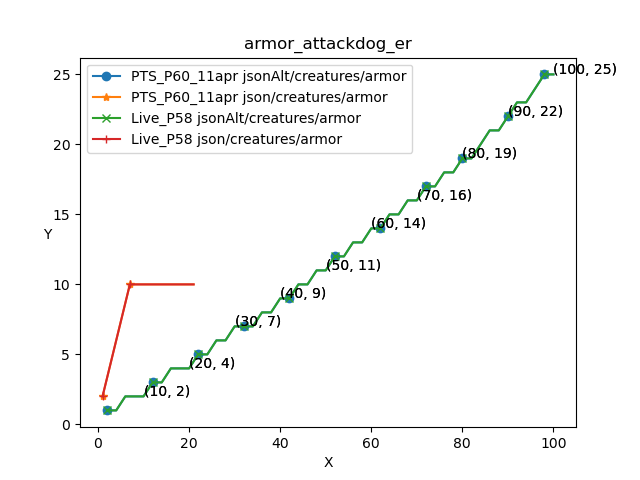 armor_attackdog_er
PTS_P60_11apr jsonAlt/creatures/armor
PTS_P60_11apr json/creatures/armor
Live_P58 jsonAlt/creatures/armor
Live_P58 json/creatures/armor
25
20
15
10
5
0
Y
(100, 25)
(90, 22)
(80, 19)
(70, 16)
(60, 14)
(50, 11)
(40, 9)
(30, 7)
(20, 4)
(10, 2)
0 20 40 60 80 100
X